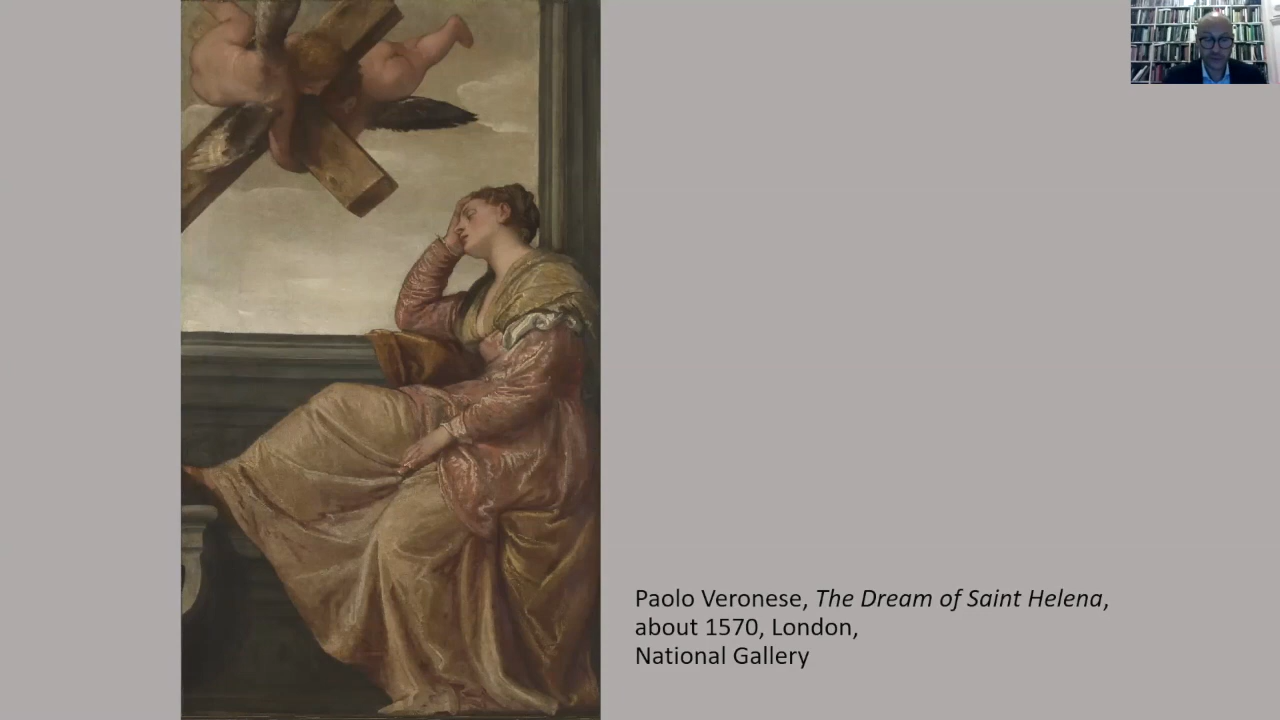 Paolo Veronese, The Dream of Saint Helena,
about 1570, London,
National Gallery